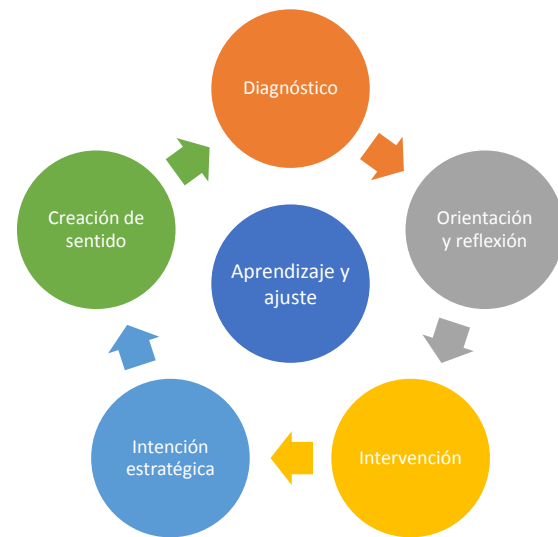 Diagnóstico
Orientación
y reflexión
Intervención
Intención
estratégica
Creación de
sentido
Aprendizaje y
ajuste